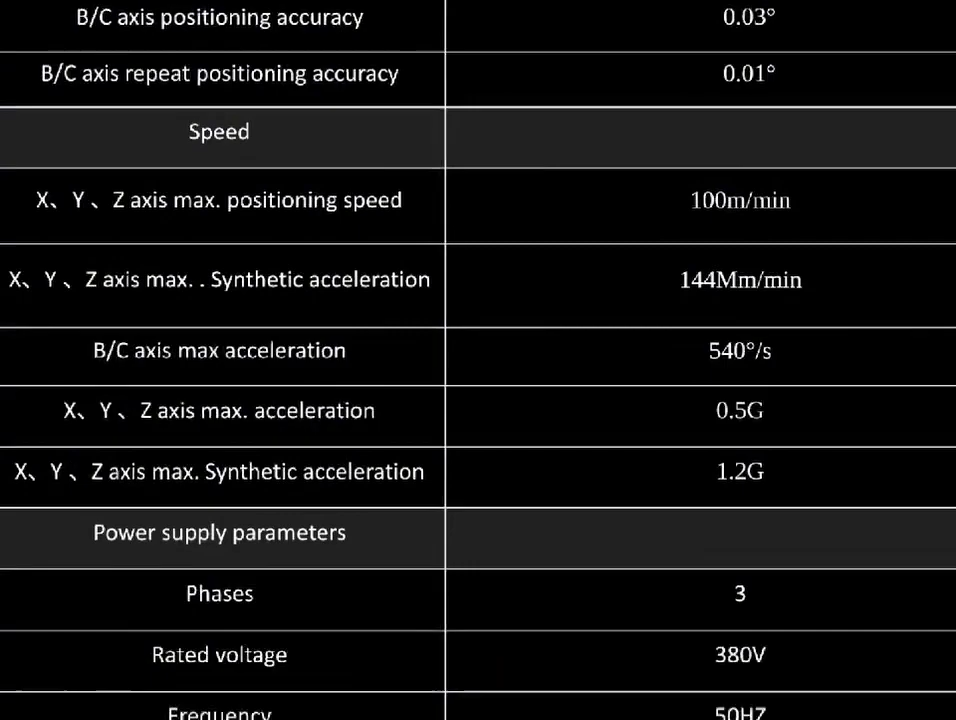 B/C axis positioning accuracy 0.03°
B/C axis repeat positioning accuracy 0.01°
Speed
X、Y 、Z axis max. positioning speed 100m/min
X、Y 、Z axis max. . Synthetic acceleration 144Mm/min
B/C axis max acceleration 540°/s
X、Y 、Z axis max. acceleration 0.5G
X、Y 、Z axis max. Synthetic acceleration 1.2G
Power supply parameters
Phases 3
Rated voltage 380V
Frequency 50HZ